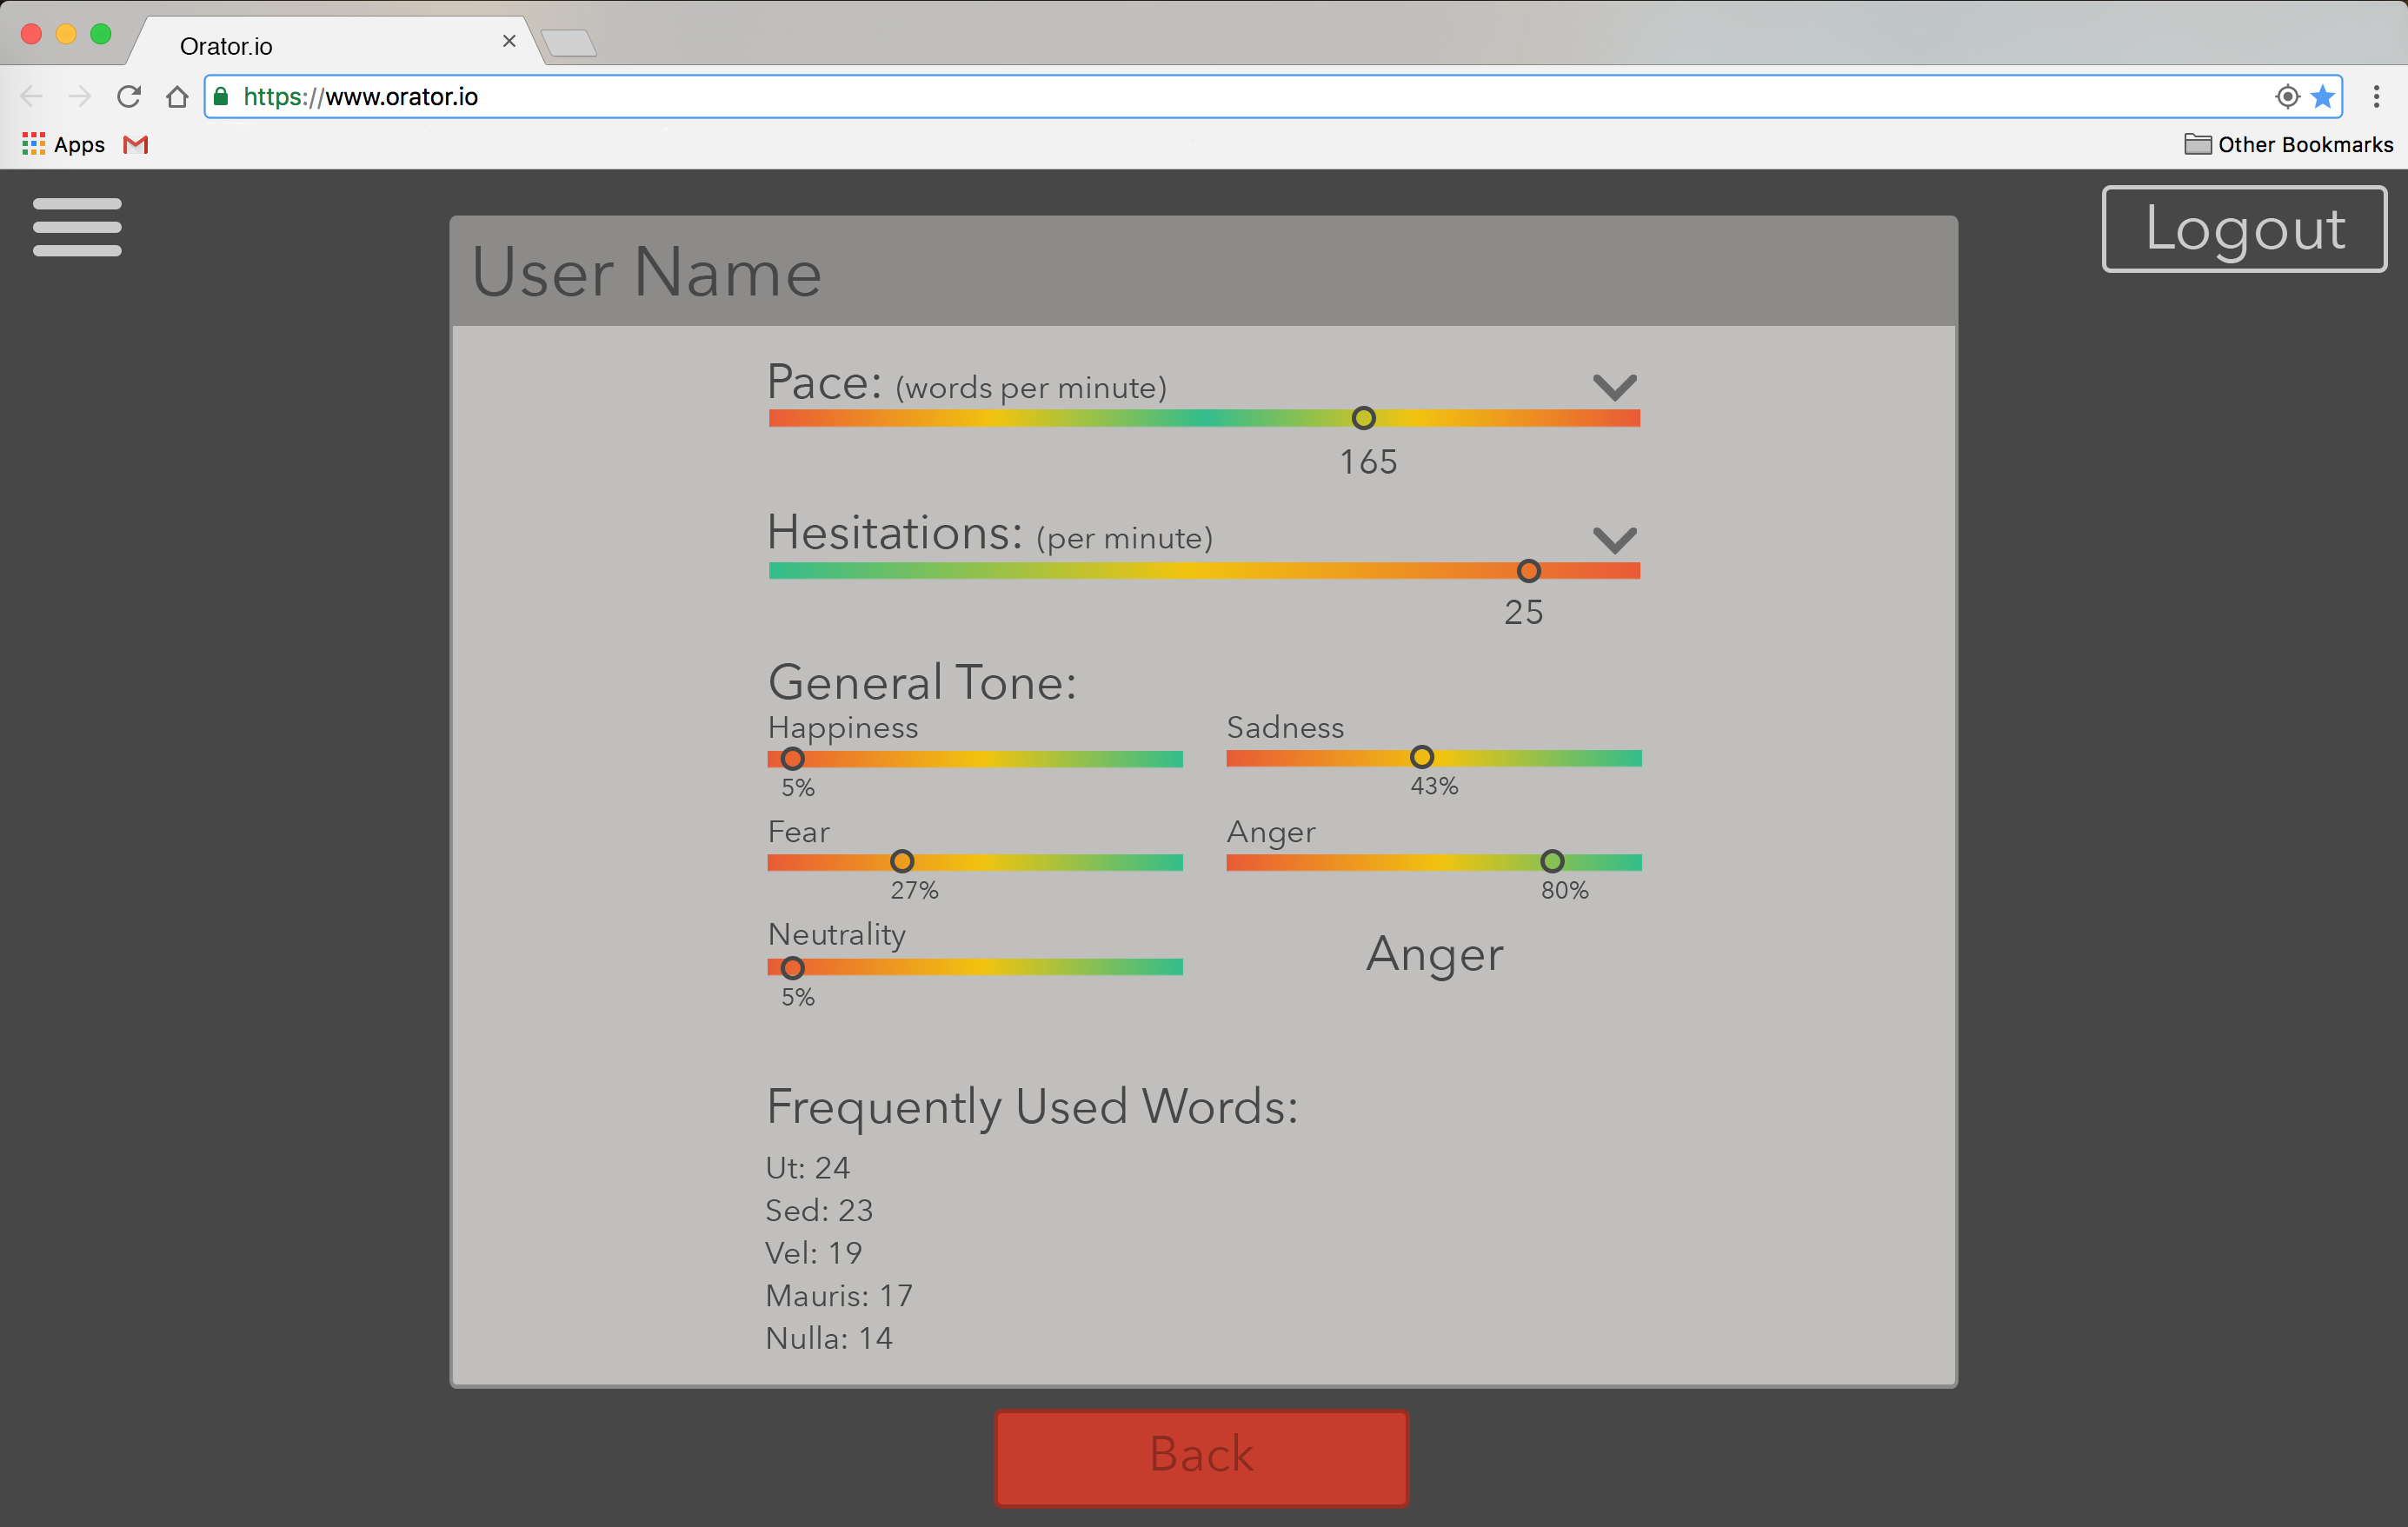 Orator.io
https://www.orator.io
Apps
Other Bookmarks
Logout
User Name
Pace: (words per minute)
165
Hesitations: (per minute)
25
General Tone:
Happiness
5%
Sadness
43%
Fear
27%
Anger
80%
Neutrality
5%
Anger
Frequently Used Words:
Ut: 24
Sed: 23
Vel: 19
Mauris: 17
Nulla: 14
Back